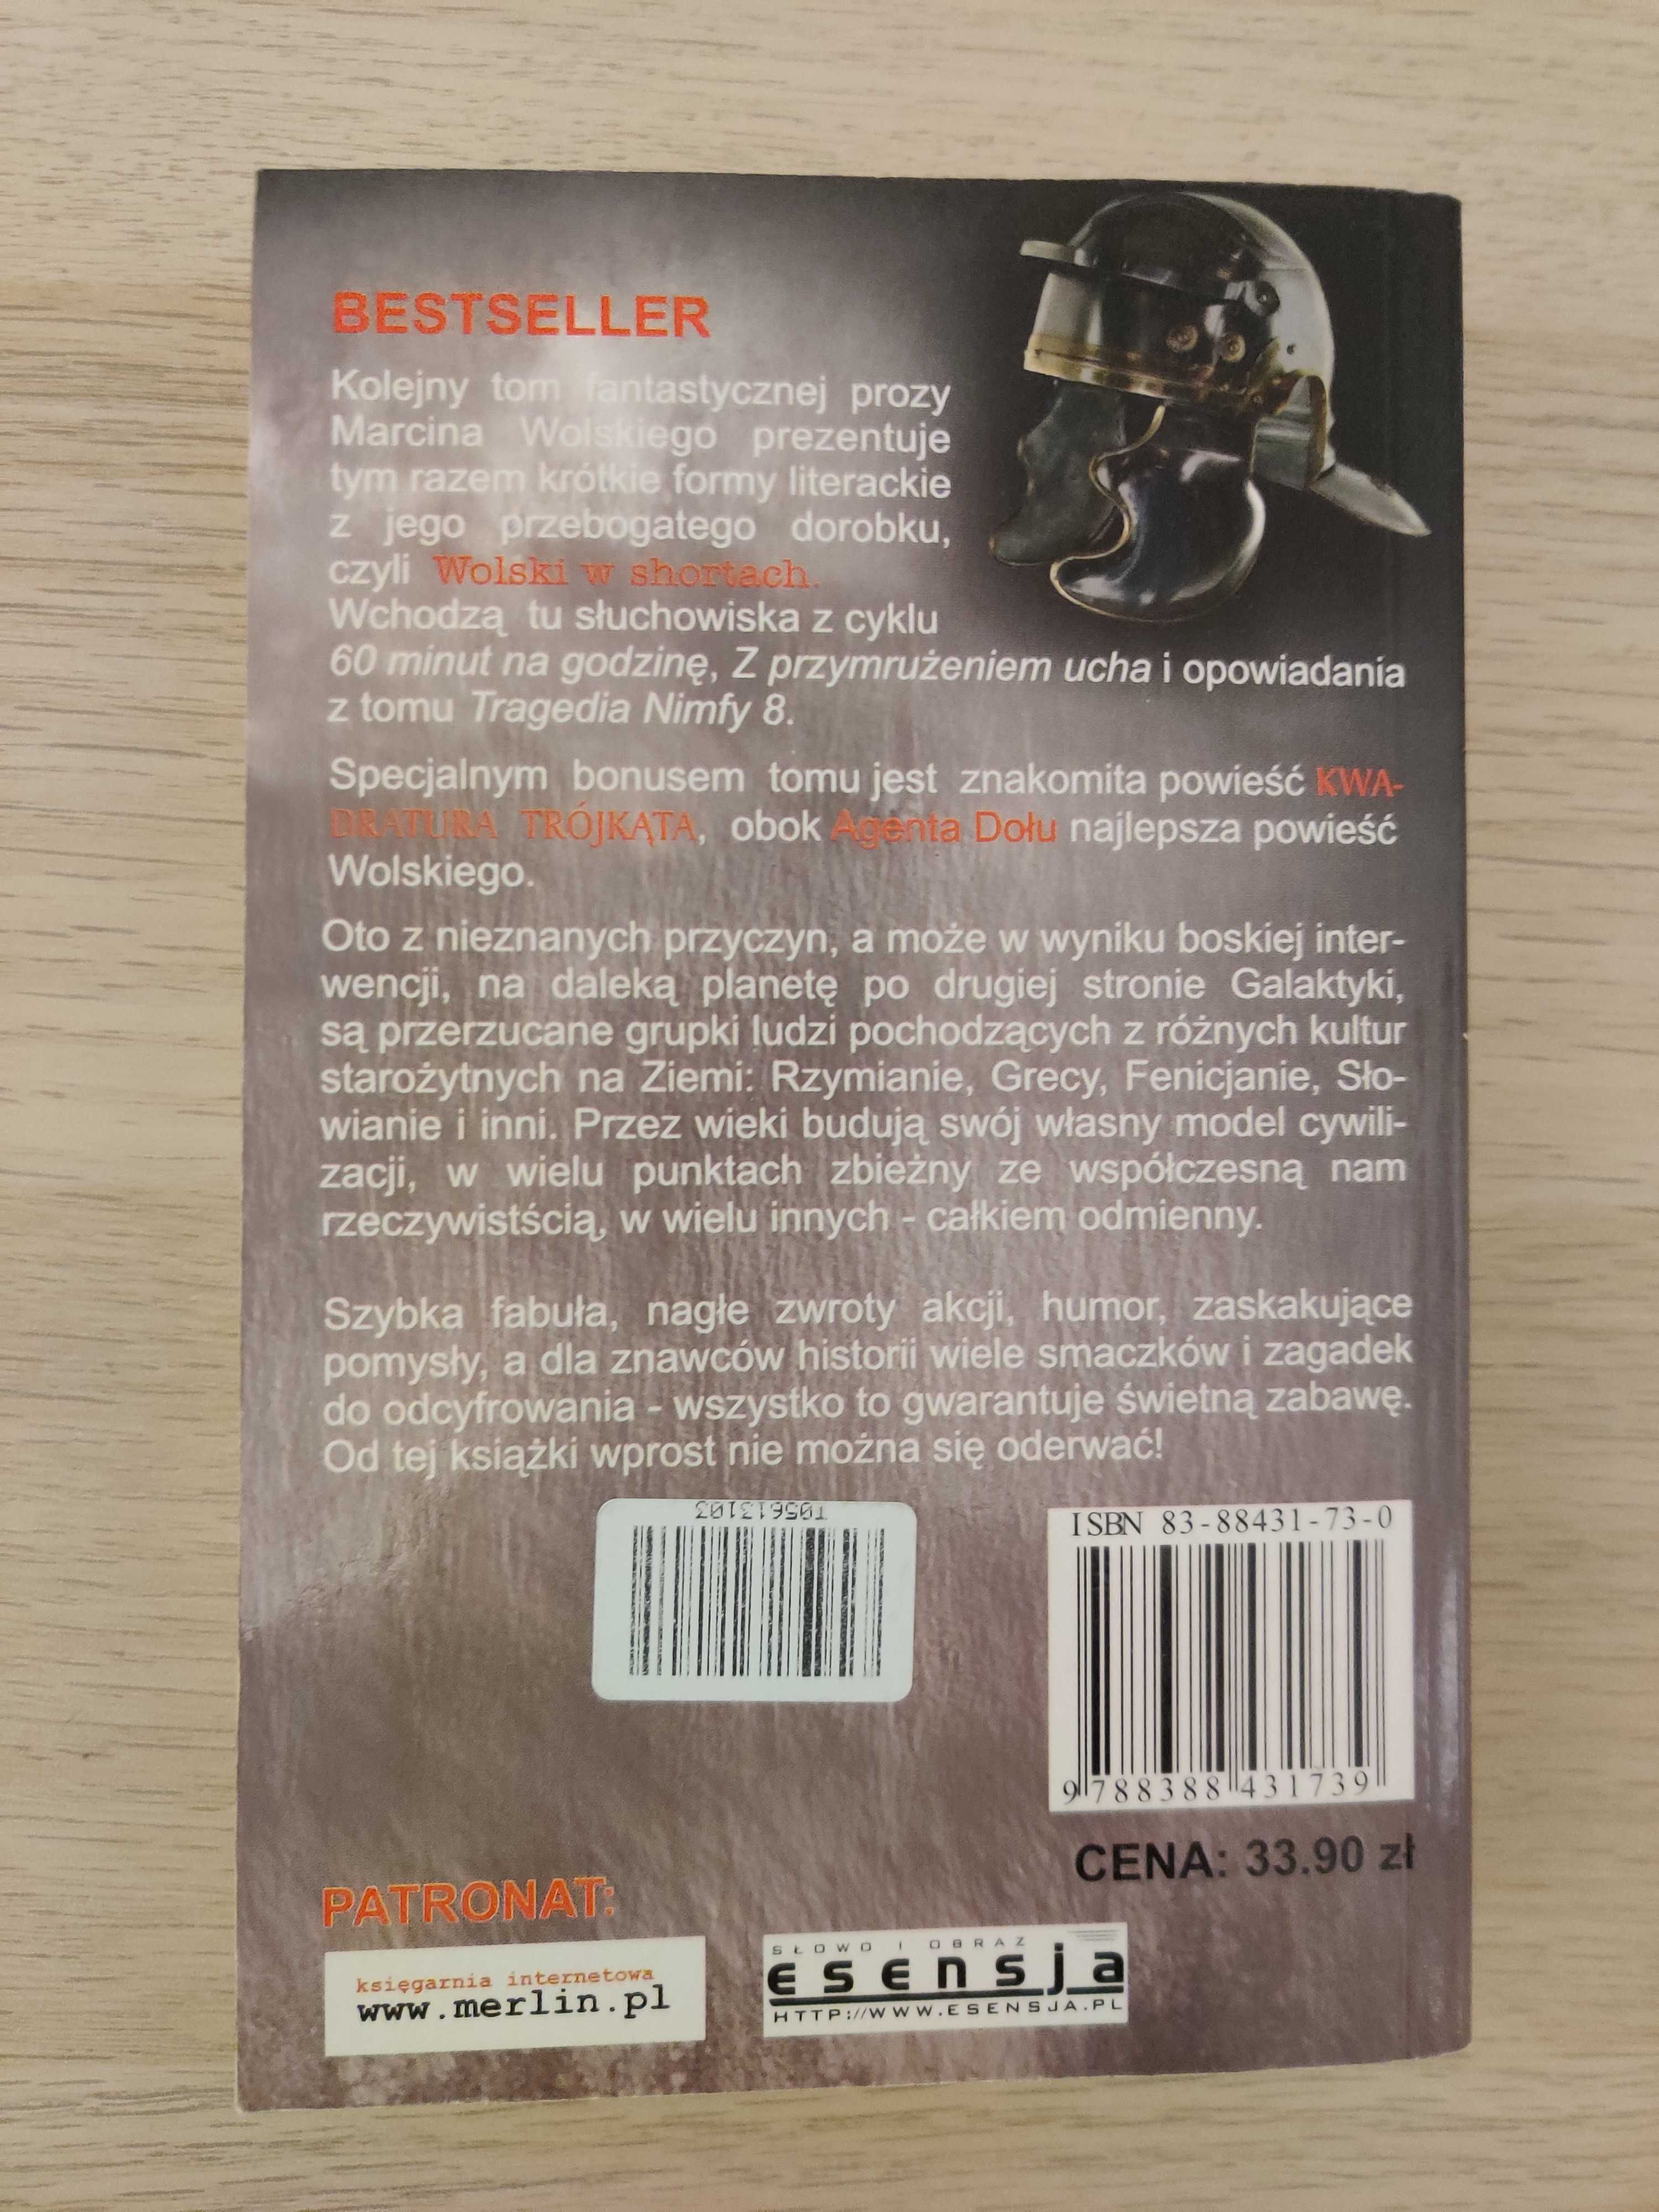 BESTSELLER
Kolejny tom fantastycznej prozy
Marcina Wolskiego prezentuje
tym razem krótkie formy literackie
z jego przebogatego dorobku,
czyli Wolski w shortach.
Wchodzą tu słuchowiska z cyklu
60 minut na godzinę, Z przymrużeniem ucha i opowiadania
z tomu Tragedia Nimfy 8.
Specjalnym bonusem tomu jest znakomita powieść KWA-
DRATURA TRÓJKĄTA, obok Agenta Dołu najlepsza powieść
Wolskiego.
Oto z nieznanych przyczyn, a może w wyniku boskiej inter-
wencji, na daleką planetę po drugiej stronie Galaktyki,
są przerzucane grupki ludzi pochodzących z różnych kultur
starożytnych na Ziemi: Rzymianie, Grecy, Fenicjanie, Sło-
wianie i inni. Przez wieki budują swój własny model cywili-
zacji, w wielu punktach zbieżny ze współczesną nam
rzeczywistścią, w wielu innych - całkiem odmienny.
Szybka fabuła, nagłe zwroty akcji, humor, zaskakujące
pomysły, a dla znawców historii wiele smaczków i zagadek
do odcyfrowania - wszystko to gwarantuje świetną zabawę.
Od tej książki wprost nie można się oderwać!
T05613103
ISBN 83-88431-73-0
9 788388 431739
CENA: 33.90 zł
PATRONAT:
księgarnia internetowa
www.merlin.pl
SŁOWO I OBRAZ
esensja
HTTP://WWW.ESENSJA.PL